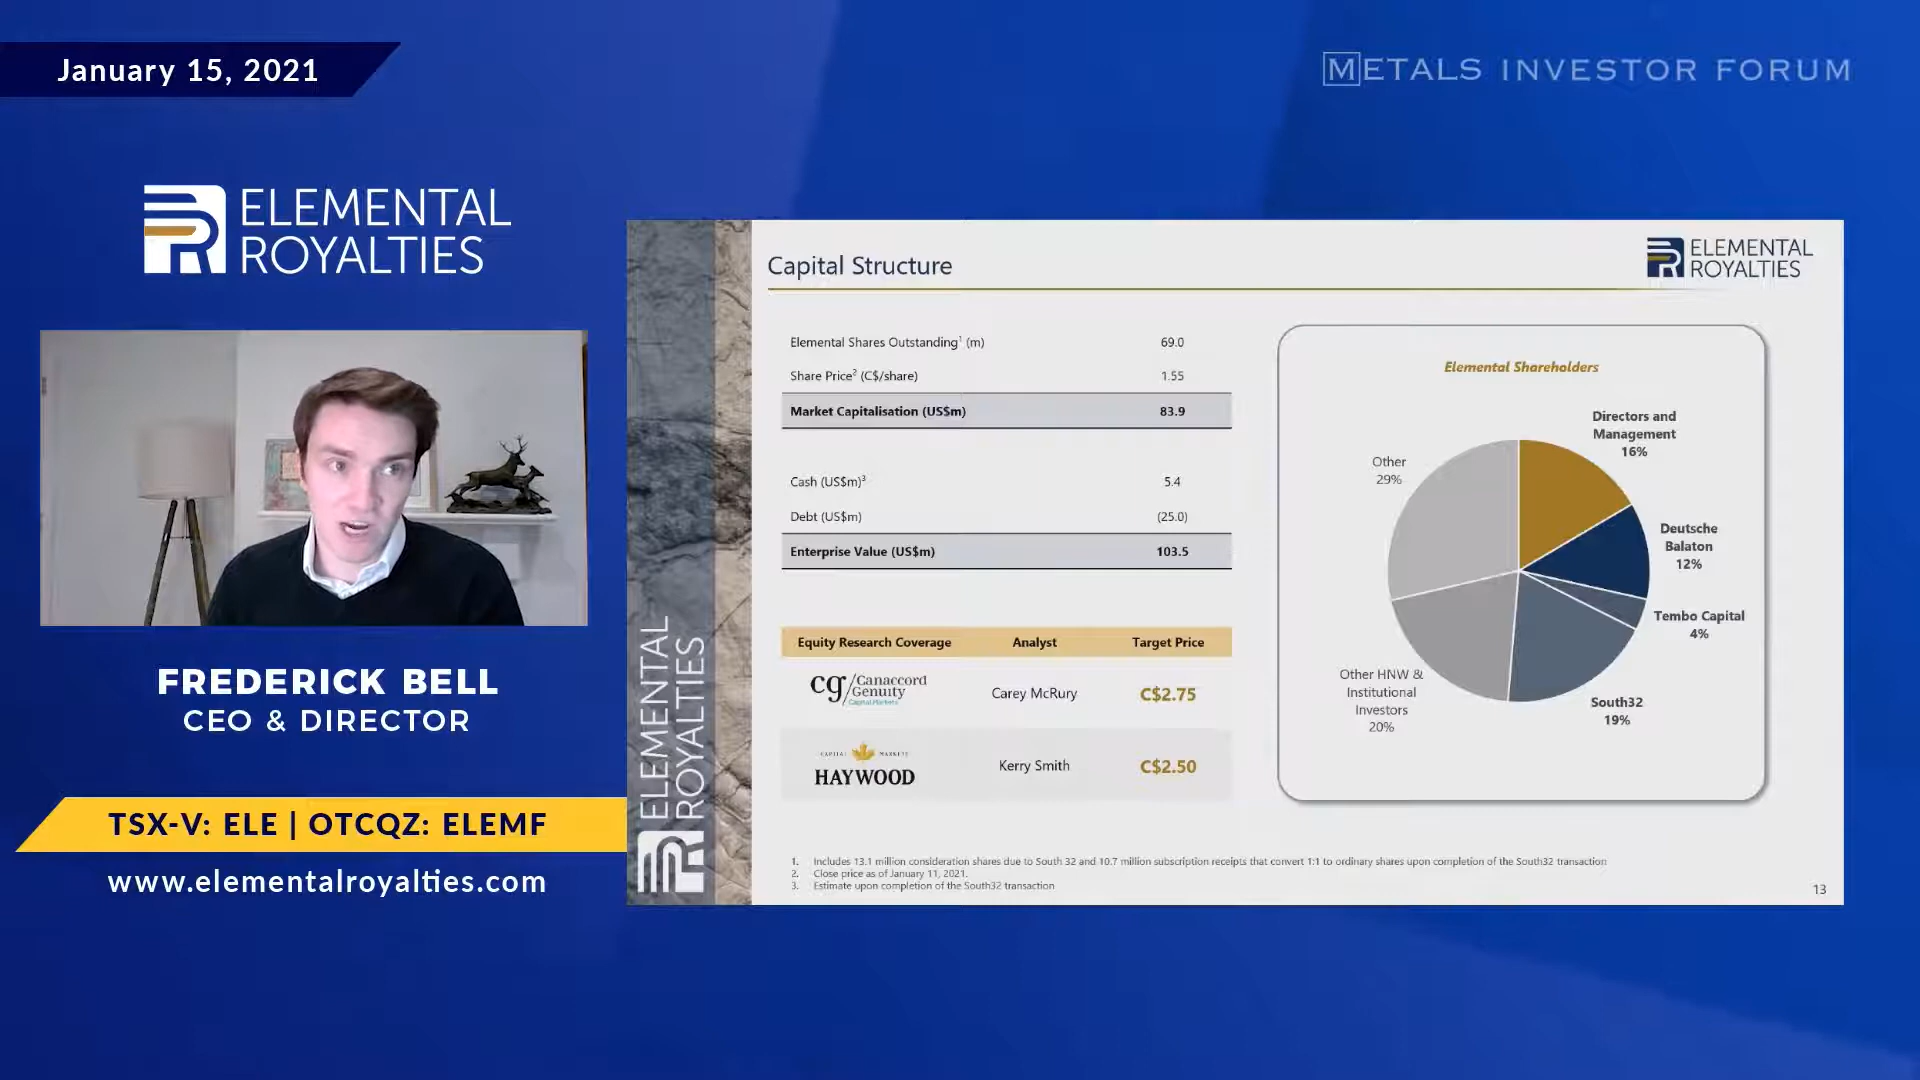 January 15, 2021
METALS INVESTOR FORUM
ELEMENTAL
ROYALTIES
FREDERICK BELL
CEO & DIRECTOR
TSX-V: ELE | OTCQZ: ELEMF
www.elementalroyalties.com
ELEMENTAL
ROYALTIES
Capital Structure
ELEMENTAL
ROYALTIES
Elemental Shares Outstanding¹ (m) 69.0
Share Price² (C$/share) 1.55
Market Capitalisation (US$m) 83.9
Cash (US$m)³ 5.4
Debt (US$m) (25.0)
Enterprise Value (US$m) 103.5
Equity Research Coverage Analyst Target Price
cg/Canaccord
Genuity
Capital Markets
Carey McRury C$2.75
CAPITAL MARKETS
HAYWOOD
Kerry Smith C$2.50
Elemental Shareholders
Directors and
Management
16%
Deutsche
Balaton
12%
Tembo Capital
4%
South32
19%
Other HNW &
Institutional
Investors
20%
Other
29%
1. Includes 13.1 million consideration shares due to South 32 and 10.7 million subscription receipts that convert 1:1 to ordinary shares upon completion of the South32 transaction
2. Close price as of January 11, 2021.
3. Estimate upon completion of the South32 transaction
13